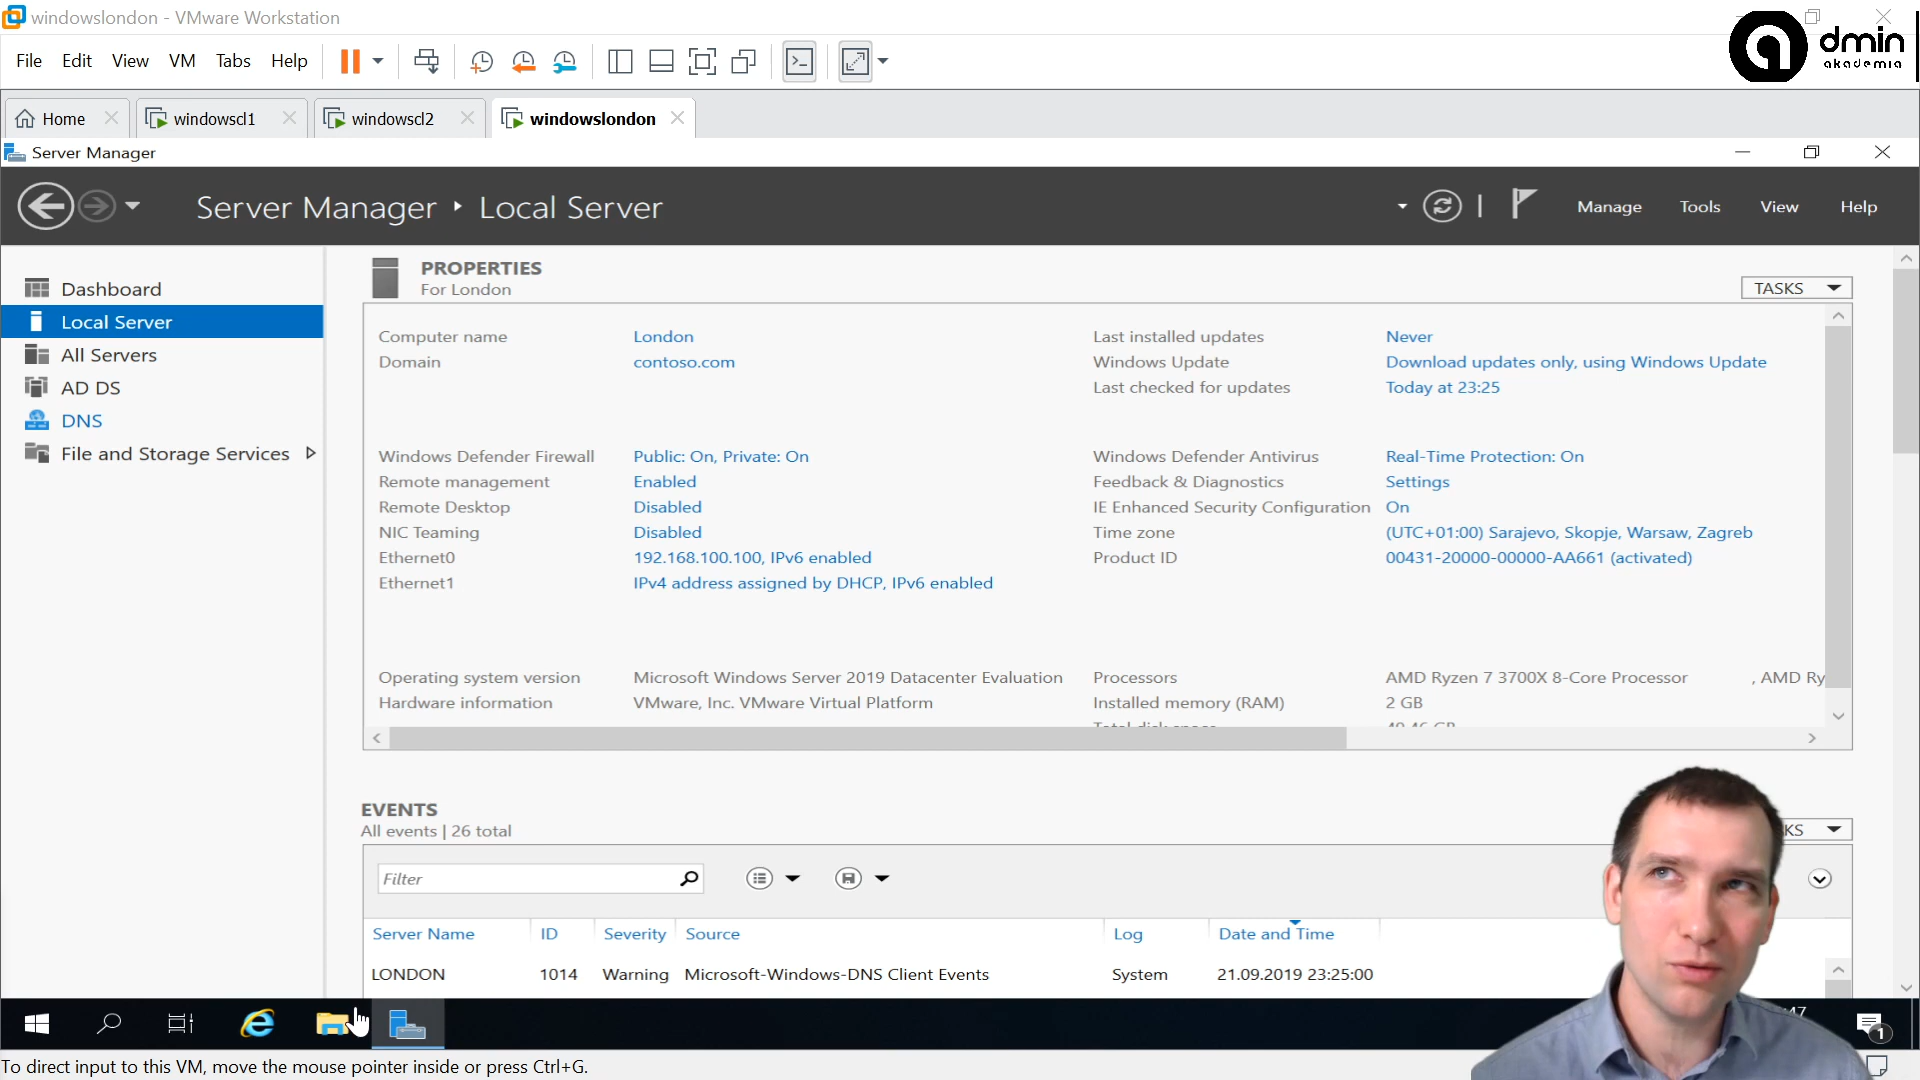 windowslondon - VMware Workstation
dmin
akademia
File Edit View VM Tabs Help
Home windowscl1 windowscl2 windowslondon
Server Manager
Server Manager Local Server
Manage Tools View Help
Dashboard
Local Server
All Servers
AD DS
DNS
File and Storage Services
PROPERTIES
For London
TASKS
Computer name London Last installed updates Never
Domain contoso.com Windows Update Download updates only, using Windows Update
Last checked for updates Today at 23:25
Windows Defender Firewall Public: On, Private: On Windows Defender Antivirus Real-Time Protection: On
Remote management Enabled Feedback & Diagnostics Settings
Remote Desktop Disabled IE Enhanced Security Configuration On
NIC Teaming Disabled Time zone (UTC+01:00) Sarajevo, Skopje, Warsaw, Zagreb
Ethernet0 192.168.100.100, IPv6 enabled Product ID 00431-20000-00000-AA661 (activated)
Ethernet1 IPv4 address assigned by DHCP, IPv6 enabled
Operating system version Microsoft Windows Server 2019 Datacenter Evaluation Processors AMD Ryzen 7 3700X 8-Core Processor , AMD Ry
Hardware information VMware, Inc. VMware Virtual Platform Installed memory (RAM) 2 GB
EVENTS
All events | 26 total
KS
Filter
Server Name ID Severity Source Log Date and Time
LONDON 1014 Warning Microsoft-Windows-DNS Client Events System 21.09.2019 23:25:00
47
1
To direct input to this VM, move the mouse pointer inside or press Ctrl+G.